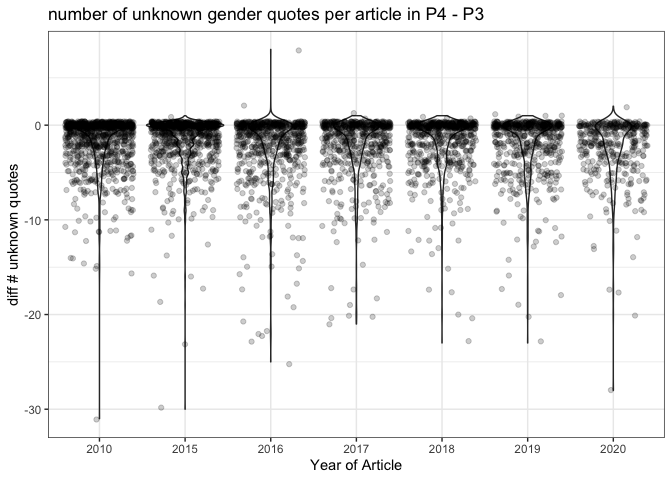 number of unknown gender quotes per article in P4 - P3
diff # unknown quotes
0
-10
-20
-30
2010 2015 2016 2017 2018 2019 2020
Year of Article